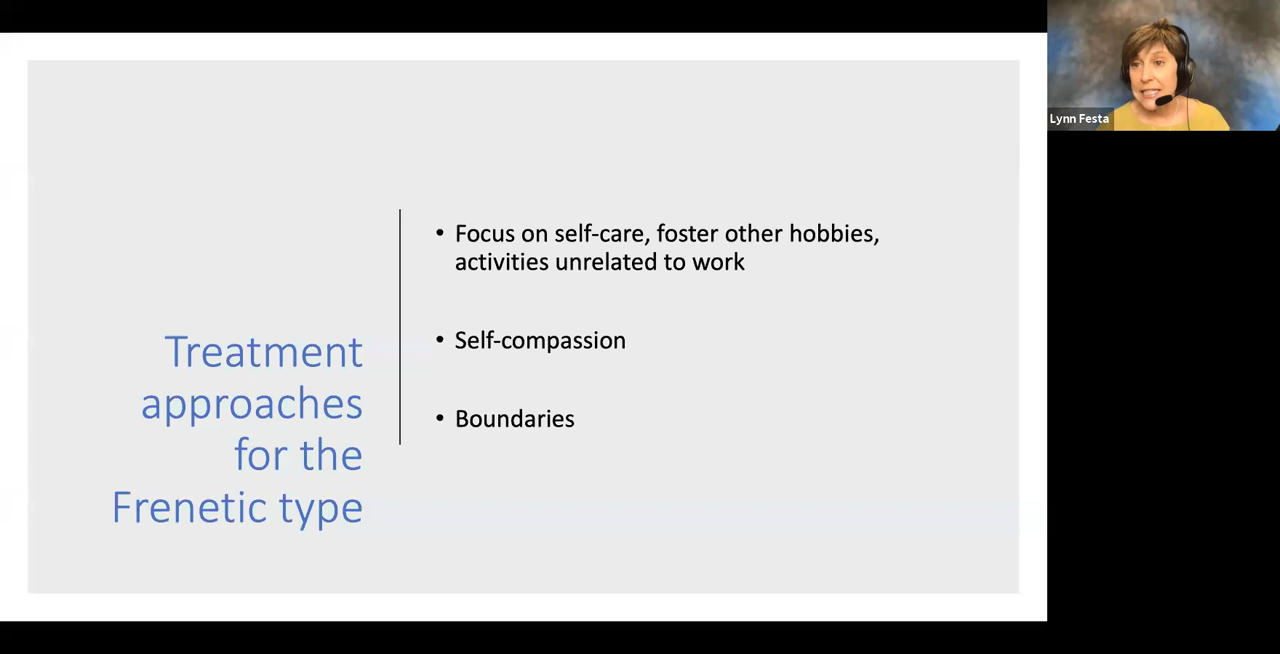 Treatment
approaches
for the
Frenetic type
• Focus on self-care, foster other hobbies,
activities unrelated to work
• Self-compassion
• Boundaries
Lynn Festa